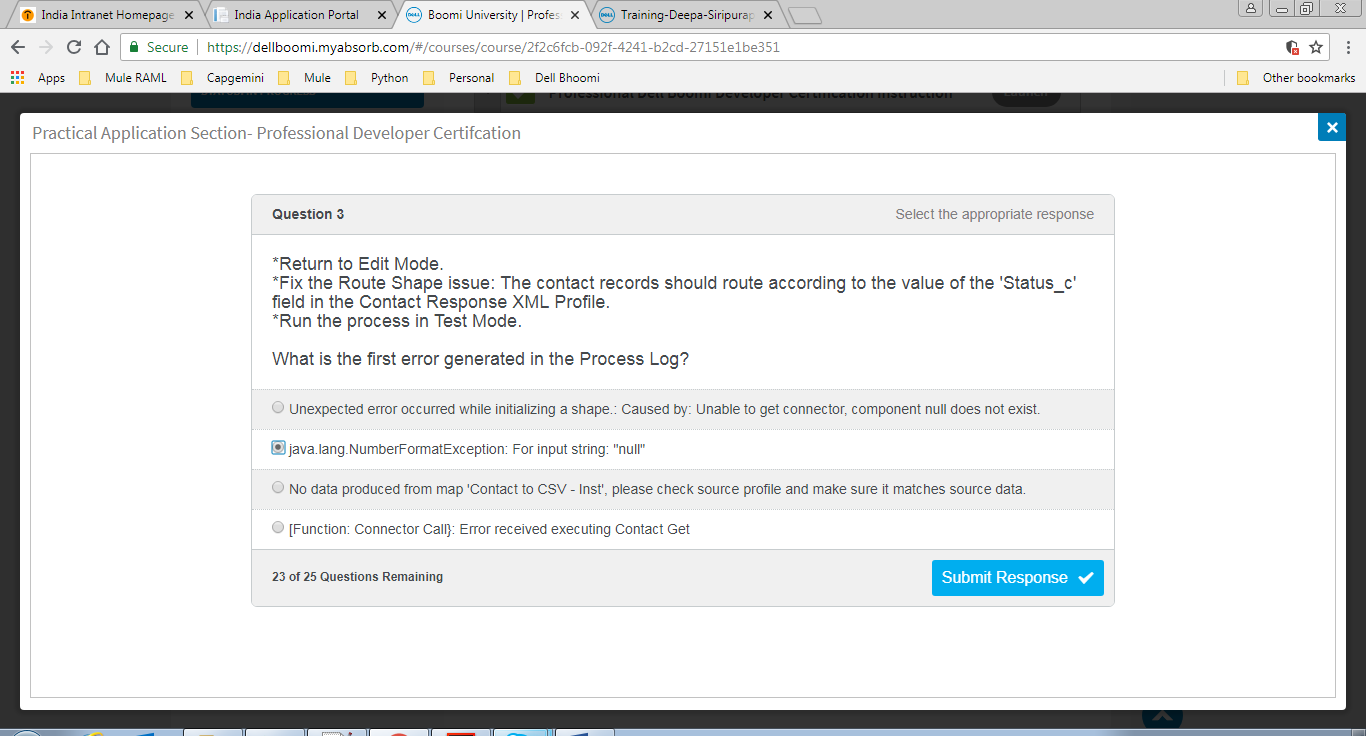 India Intranet Homepage
India Application Portal
Boomi University | Profes
Training-Deepa-Siripurap
Secure
https://dellboomi.myabsorb.com/#/courses/course/2f2c6fcb-092f-4241-b2cd-27151e1be351
Apps
Mule RAML
Capgemini
Mule
Python
Personal
Dell Bhoomi
Other bookmarks
Professional Dell Boomi Developer Certification Instruction
Practical Application Section- Professional Developer Certifcation
Question 3
Select the appropriate response
*Return to Edit Mode.
*Fix the Route Shape issue: The contact records should route according to the value of the 'Status_c'
field in the Contact Response XML Profile.
*Run the process in Test Mode.
What is the first error generated in the Process Log?
Unexpected error occurred while initializing a shape.: Caused by: Unable to get connector, component null does not exist.
java.lang.NumberFormatException: For input string: "null"
No data produced from map 'Contact to CSV - Inst', please check source profile and make sure it matches source data.
[Function: Connector Call}: Error received executing Contact Get
23 of 25 Questions Remaining
Submit Response